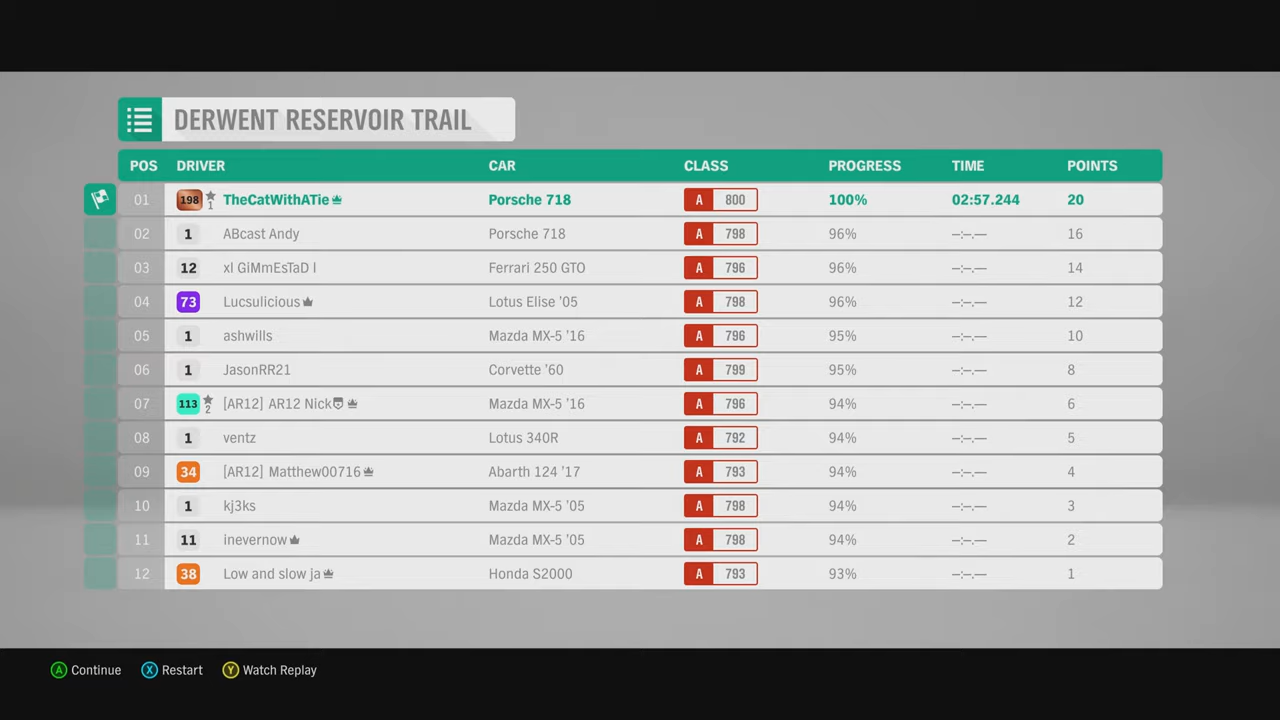 DERWENT RESERVOIR TRAIL
POS DRIVER CAR CLASS PROGRESS TIME POINTS
01 198 1 TheCatWithATie Porsche 718 A 800 100% 02:57.244 20
02 1 ABcast Andy Porsche 718 A 798 96% --:--.--- 16
03 12 xl GiMmEsTaD l Ferrari 250 GTO A 796 96% --:--.--- 14
04 73 Lucsulicious Lotus Elise '05 A 798 96% --:--.--- 12
05 1 ashwills Mazda MX-5 '16 A 796 95% --:--.--- 10
06 1 JasonRR21 Corvette '60 A 799 95% --:--.--- 8
07 113 2 [AR12] AR12 Nick Mazda MX-5 '16 A 796 94% --:--.--- 6
08 1 ventz Lotus 340R A 792 94% --:--.--- 5
09 34 [AR12] Matthew00716 Abarth 124 '17 A 793 94% --:--.--- 4
10 1 kj3ks Mazda MX-5 '05 A 798 94% --:--.--- 3
11 11 inevernow Mazda MX-5 '05 A 798 94% --:--.--- 2
12 38 Low and slow ja Honda S2000 A 793 93% --:--.--- 1
A Continue X Restart Y Watch Replay